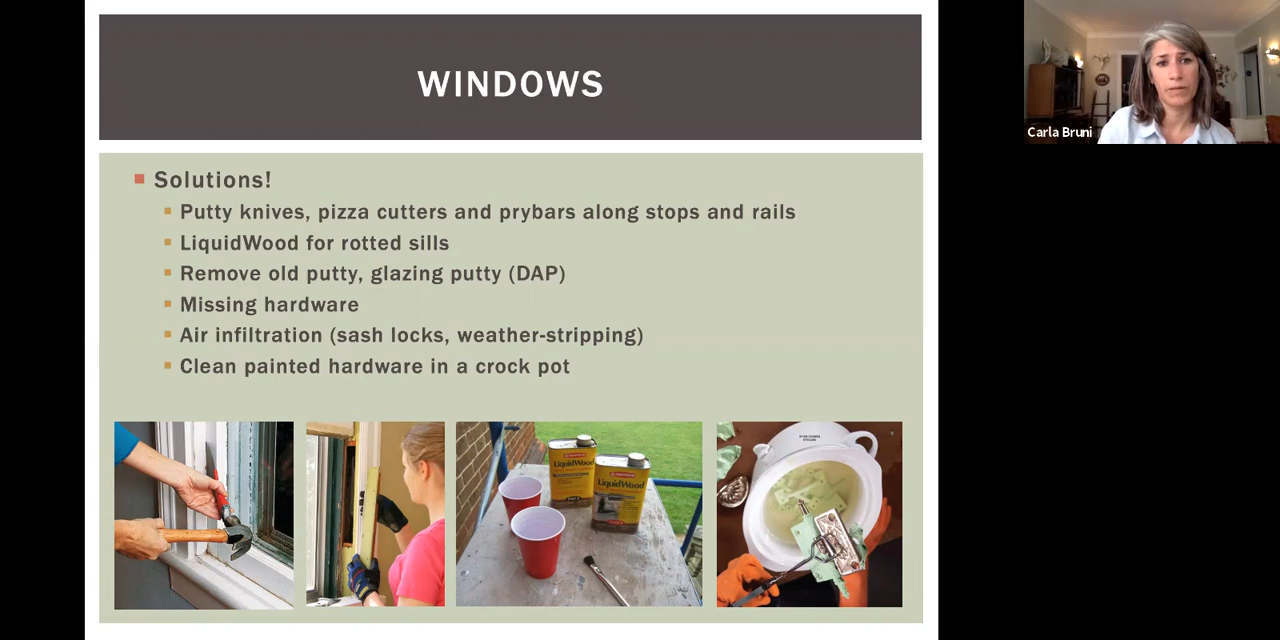 WINDOWS
Carla Bruni
Solutions!
Putty knives, pizza cutters and prybars along stops and rails
LiquidWood for rotted sills
Remove old putty, glazing putty (DAP)
Missing hardware
Air infiltration (sash locks, weather-stripping)
Clean painted hardware in a crock pot
LiquidWood
LiquidWood